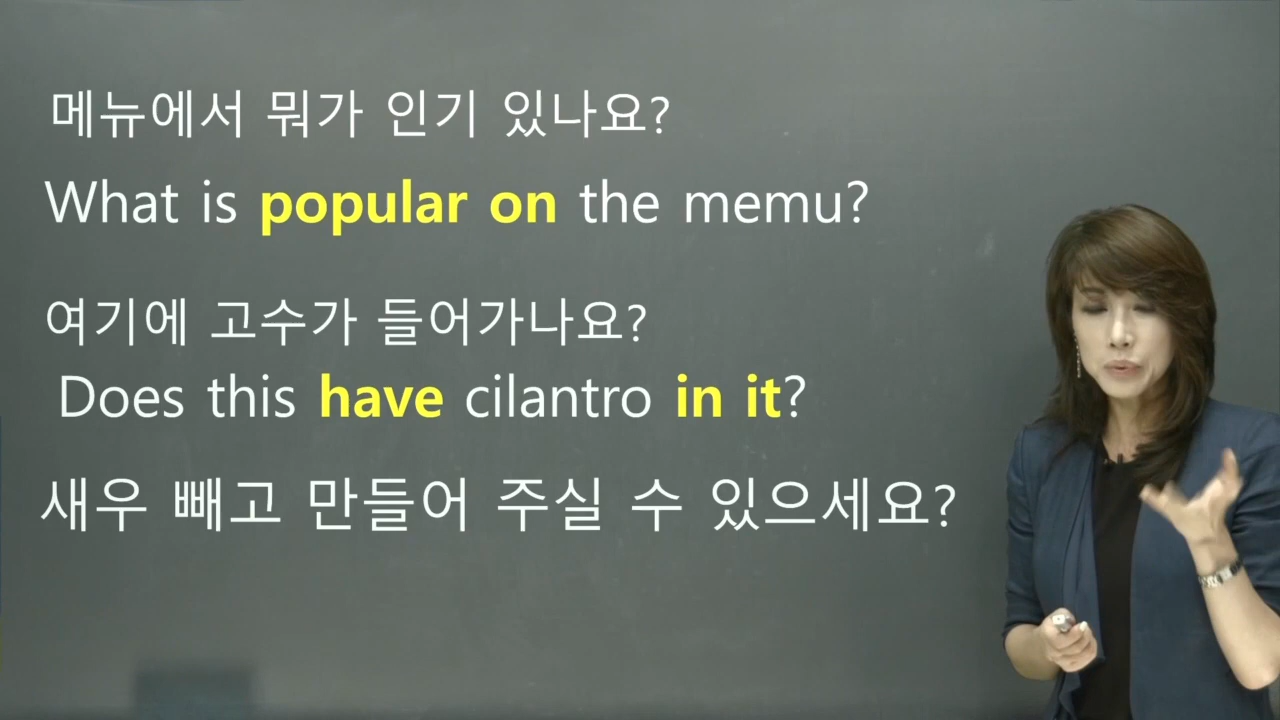 메뉴에서 뭐가 인기 있나요?
What is popular on the memu?
여기에 고수가 들어가나요?
Does this have cilantro in it?
새우 빼고 만들어 주실 수 있으세요?